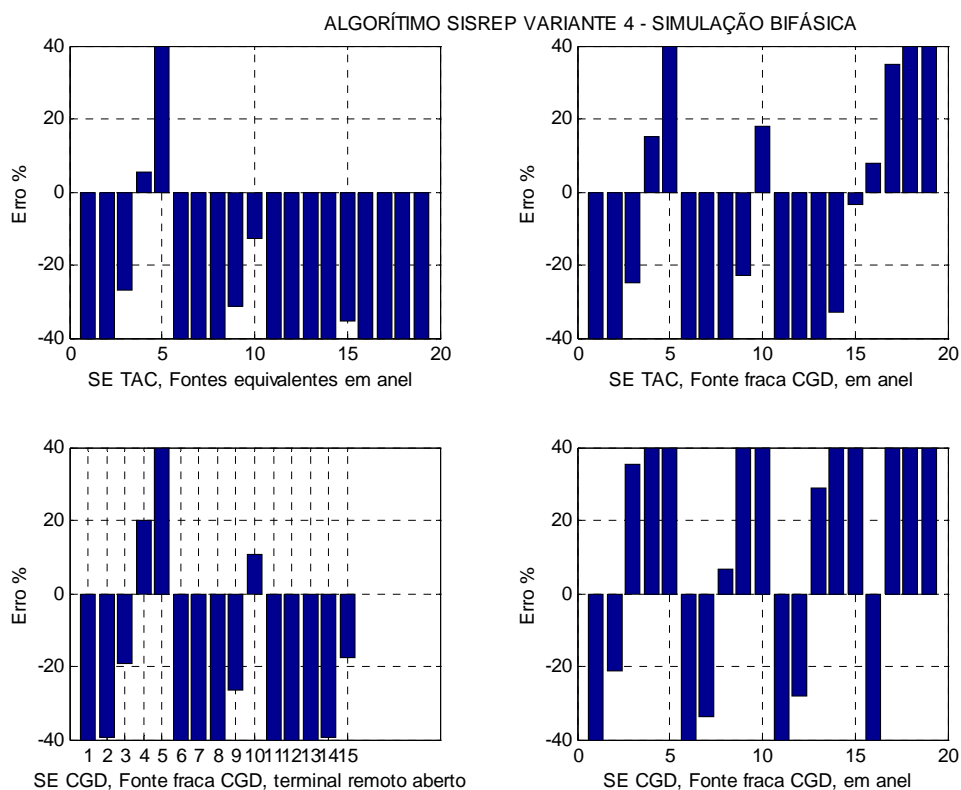 ALGORÍTIMO SISREP VARIANTE 4 - SIMULAÇÃO BIFÁSICA
40
20
0
-20
-40
Erro %
0 5 10 15 20
SE TAC, Fontes equivalentes em anel
40
20
0
-20
-40
Erro %
0 5 10 15 20
SE TAC, Fonte fraca CGD, em anel
40
20
0
-20
-40
Erro %
1 2 3 4 5 6 7 8 9 10 11 12 13 14 15
SE CGD, Fonte fraca CGD, terminal remoto aberto
40
20
0
-20
-40
Erro %
0 5 10 15 20
SE CGD, Fonte fraca CGD, em anel